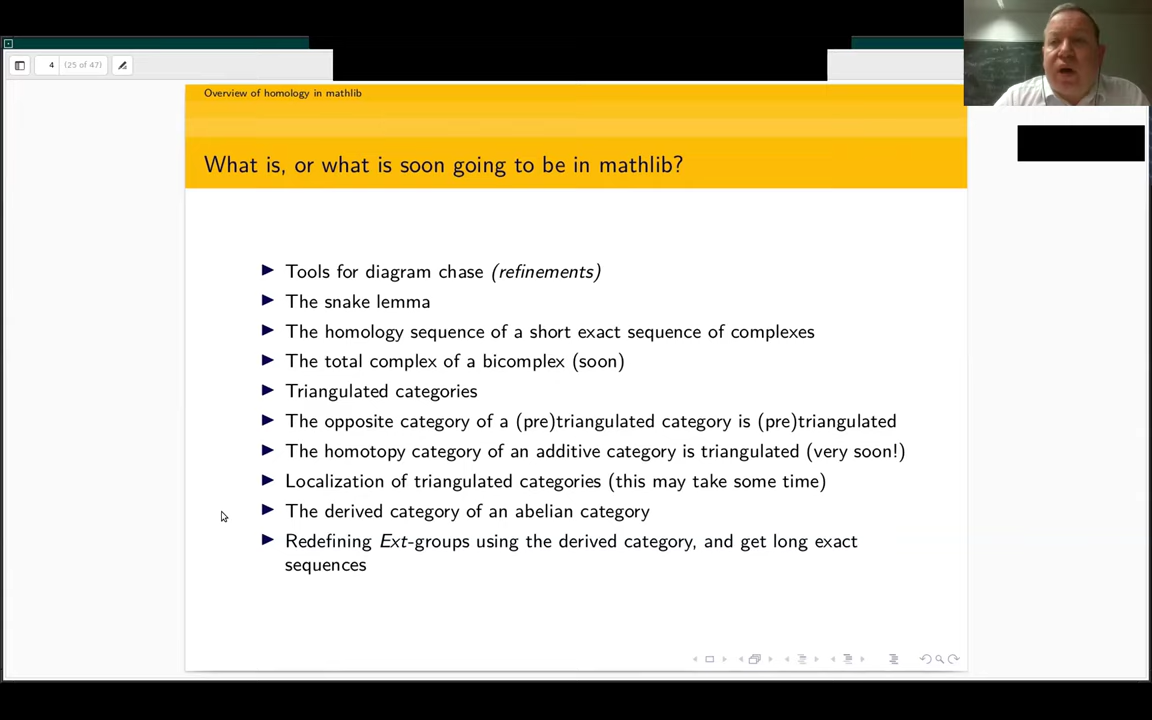 4 (25 of 47)
Overview of homology in mathlib
What is, or what is soon going to be in mathlib?
Tools for diagram chase (refinements)
The snake lemma
The homology sequence of a short exact sequence of complexes
The total complex of a bicomplex (soon)
Triangulated categories
The opposite category of a (pre)triangulated category is (pre)triangulated
The homotopy category of an additive category is triangulated (very soon!)
Localization of triangulated categories (this may take some time)
The derived category of an abelian category
Redefining Ext-groups using the derived category, and get long exact
sequences